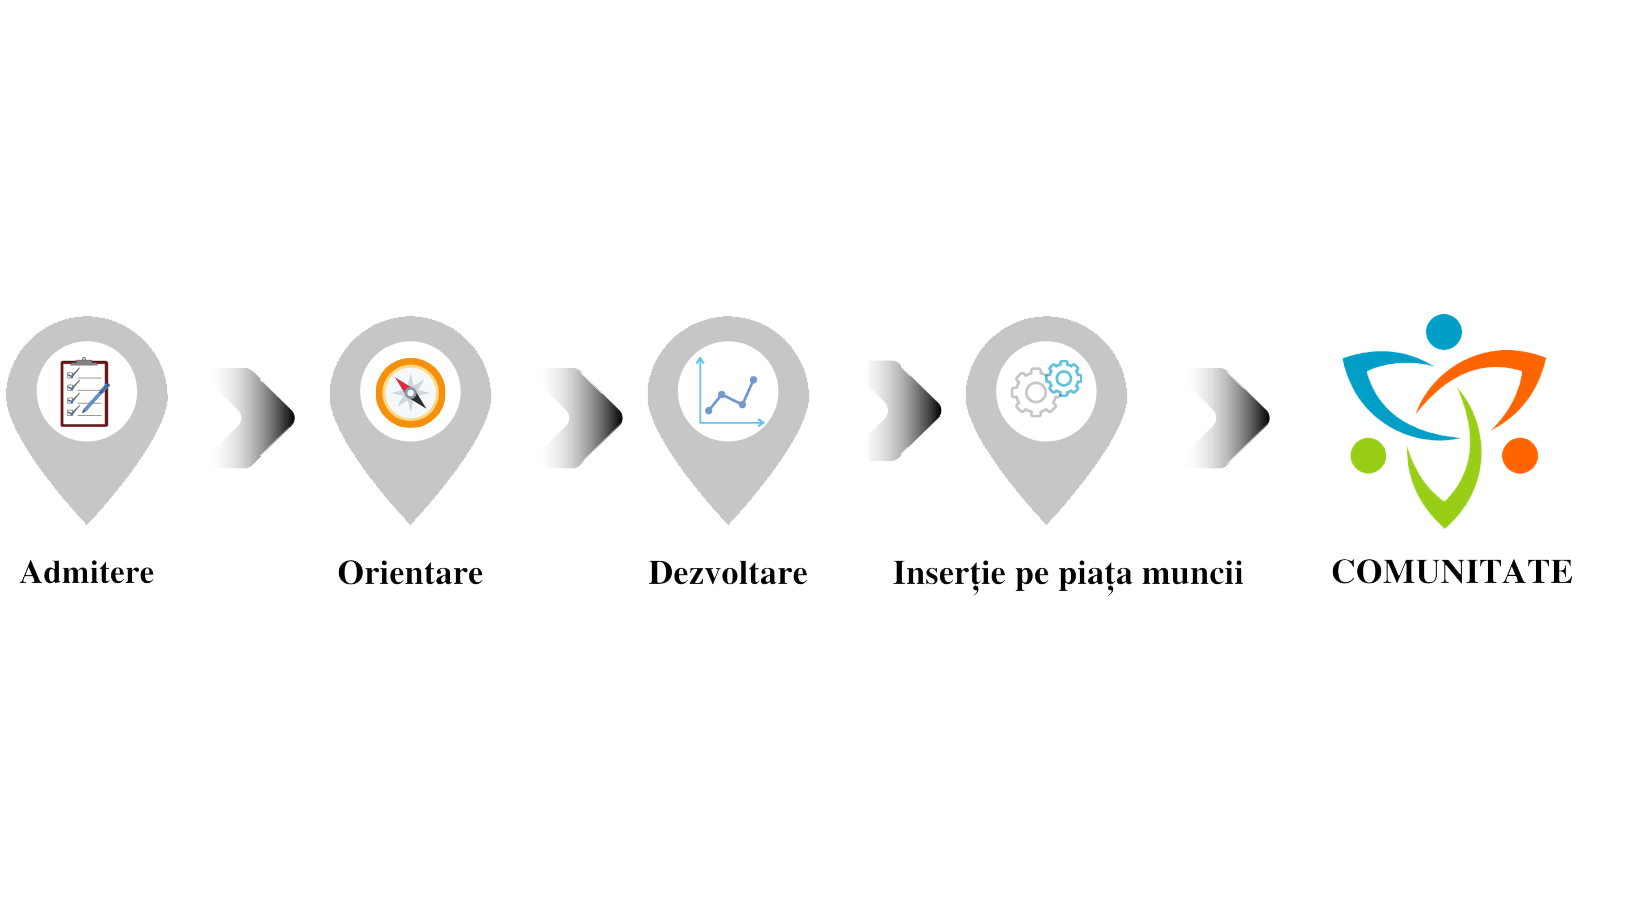 Admitere
Orientare
Dezvoltare
Inserție pe piața muncii
COMUNITATE